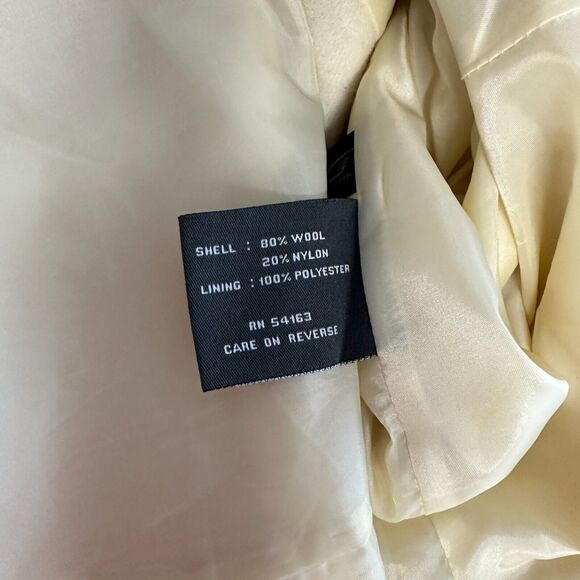 SHELL : 80% WOOL
20% NYLON
LINING : 100% POLYESTER
RN 54163
CARE ON REVERSE